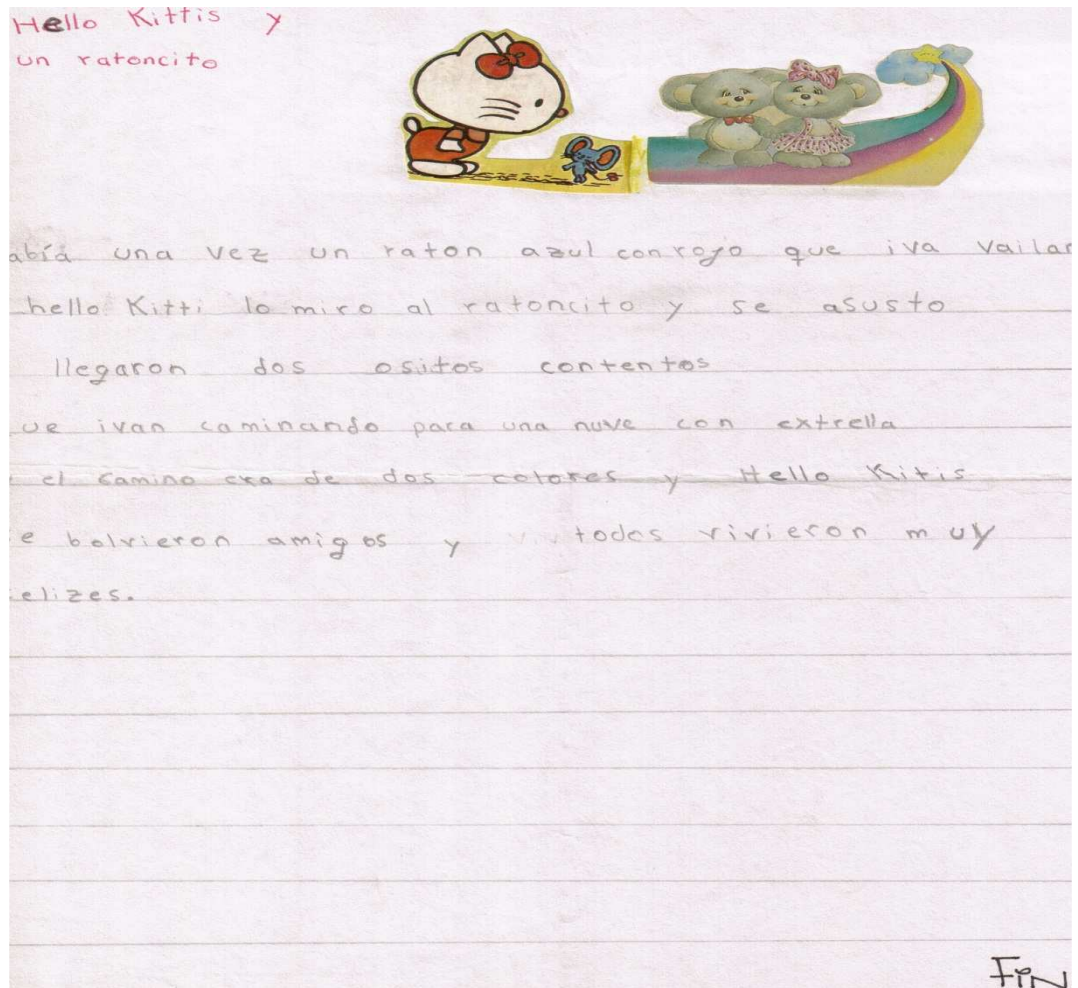 Hello Kittis y
un ratoncito
abía una vez un raton azul con rojo que iva vailar
hello Kitti lo miro al ratoncito y se asusto
llegaron dos ositos contentos
ue ivan caminando para una nuve con extrella
el camino era de dos colores y Hello Kitis
e bolvieron amigos y todos vivieron muy
elizes.
FiN